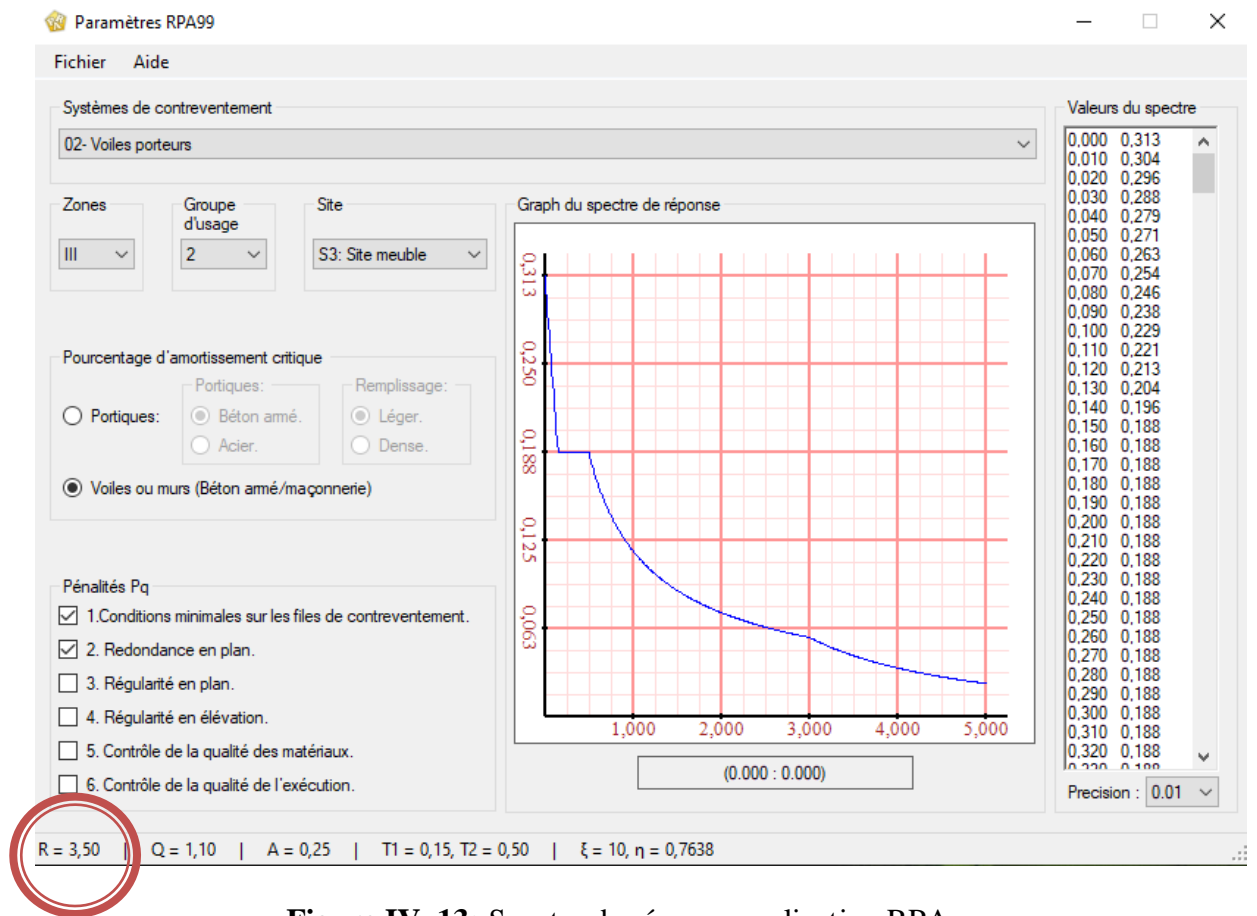 Paramètres RPA99
Fichier Aide
Systèmes de contreventement
02- Voiles porteurs
Zones
III
Groupe
d'usage
2
Site
S3: Site meuble
Pourcentage d'amortissement critique
Portiques:
Portiques:
Béton armé.
Acier.
Remplissage:
Léger.
Dense.
Voiles ou murs (Béton armé/maçonnerie)
Pénalités Pq
1.Conditions minimales sur les files de contreventement.
2. Redondance en plan.
3. Régularité en plan.
4. Régularité en élévation.
5. Contrôle de la qualité des matériaux.
6. Contrôle de la qualité de l'exécution.
Graph du spectre de réponse
0,313
0,250
0,188
0,125
0,063
1,000 2,000 3,000 4,000 5,000
(0.000 : 0.000)
Valeurs du spectre
0,000 0,313
0,010 0,304
0,020 0,296
0,030 0,288
0,040 0,279
0,050 0,271
0,060 0,263
0,070 0,254
0,080 0,246
0,090 0,238
0,100 0,229
0,110 0,221
0,120 0,213
0,130 0,204
0,140 0,196
0,150 0,188
0,160 0,188
0,170 0,188
0,180 0,188
0,190 0,188
0,200 0,188
0,210 0,188
0,220 0,188
0,230 0,188
0,240 0,188
0,250 0,188
0,260 0,188
0,270 0,188
0,280 0,188
0,290 0,188
0,300 0,188
0,310 0,188
0,320 0,188
Precision : 0.01
R = 3,50 | Q = 1,10 | A = 0,25 | T1 = 0,15, T2 = 0,50 | ξ = 10, η = 0,7638